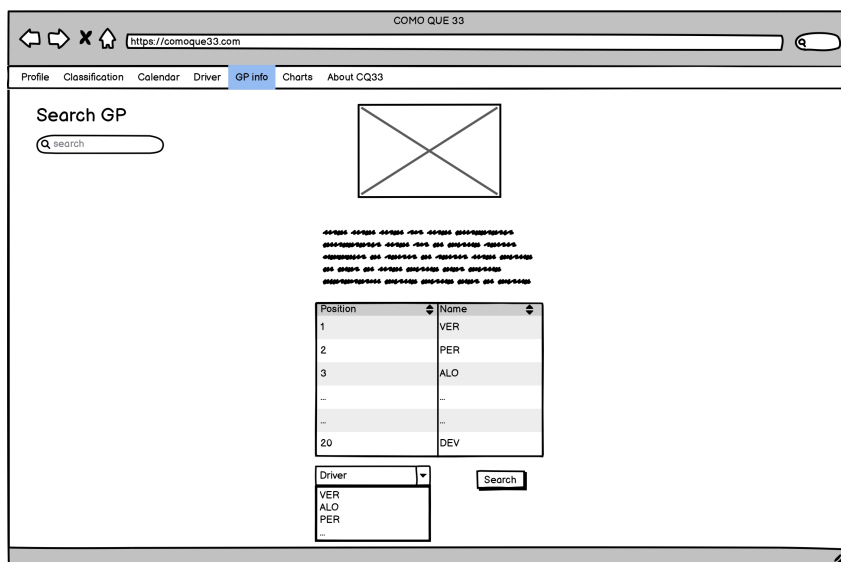 COMO QUE 33
https://comoque33.com
Profile Classification Calendar Driver GP info Charts About CQ33
Search GP
search
Position Name
1 VER
2 PER
3 ALO
... ...
... ...
20 DEV
Driver
Search
VER
ALO
PER
...